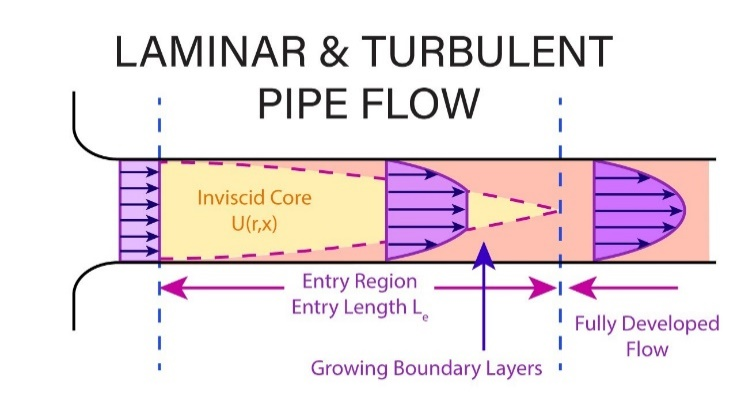 LAMINAR & TURBULENT
PIPE FLOW
Inviscid Core
U(r,x)
Entry Region
Entry Length Le
Fully Developed
Flow
Growing Boundary Layers